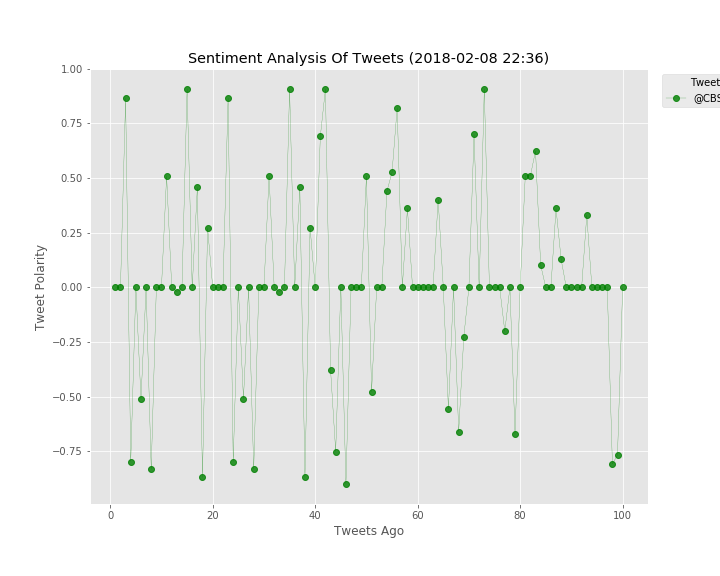 Sentiment Analysis Of Tweets (2018-02-08 22:36)
Tweet
@CBS
1.00
0.75
0.50
0.25
0.00
−0.25
−0.50
−0.75
Tweet Polarity
0
20
40
60
80
100
Tweets Ago